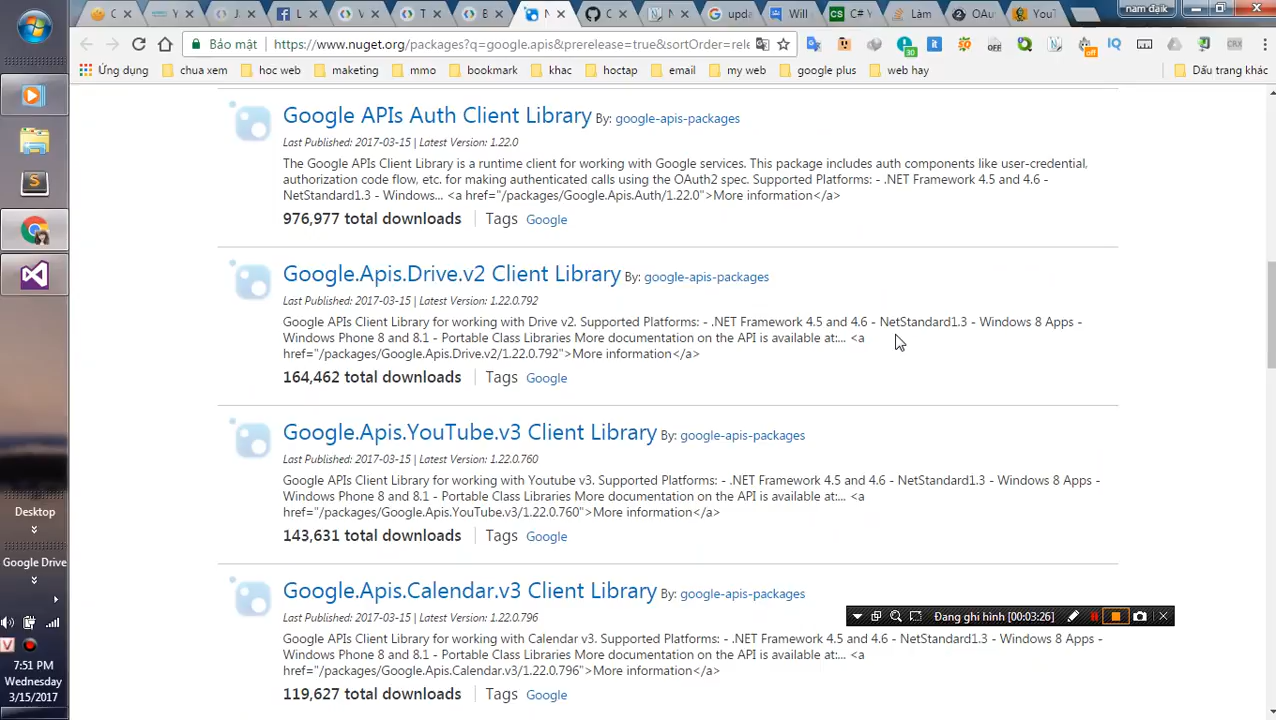 nam daik
C
Y
J
L
V
T
B
N
C
N
upda
Will
C# Y
Làm
OAu
YouT
Bảo mật
https://www.nuget.org/packages?q=google.apis&prerelease=true&sortOrder=rele
30
OFF
off
IQ
CRX
Ứng dụng
chua xem
hoc web
maketing
mmo
bookmark
khac
hoctap
email
my web
google plus
web hay
Dấu trang khác
Google APIs Auth Client Library By: google-apis-packages
Last Published: 2017-03-15 | Latest Version: 1.22.0
The Google APIs Client Library is a runtime client for working with Google services. This package includes auth components like user-credential,
authorization code flow, etc. for making authenticated calls using the OAuth2 spec. Supported Platforms: - .NET Framework 4.5 and 4.6 -
NetStandard1.3 - Windows... <a href="/packages/Google.Apis.Auth/1.22.0">More information</a>
976,977 total downloads Tags Google
Google.Apis.Drive.v2 Client Library By: google-apis-packages
Last Published: 2017-03-15 | Latest Version: 1.22.0.792
Google APIs Client Library for working with Drive v2. Supported Platforms: - .NET Framework 4.5 and 4.6 - NetStandard1.3 - Windows 8 Apps -
Windows Phone 8 and 8.1 - Portable Class Libraries More documentation on the API is available at:... <a
href="/packages/Google.Apis.Drive.v2/1.22.0.792">More information</a>
164,462 total downloads Tags Google
Google.Apis.YouTube.v3 Client Library By: google-apis-packages
Last Published: 2017-03-15 | Latest Version: 1.22.0.760
Google APIs Client Library for working with Youtube v3. Supported Platforms: - .NET Framework 4.5 and 4.6 - NetStandard1.3 - Windows 8 Apps -
Windows Phone 8 and 8.1 - Portable Class Libraries More documentation on the API is available at:... <a
href="/packages/Google.Apis.YouTube.v3/1.22.0.760">More information</a>
143,631 total downloads Tags Google
Google.Apis.Calendar.v3 Client Library By: google-apis-packages
Last Published: 2017-03-15 | Latest Version: 1.22.0.796
Google APIs Client Library for working with Calendar v3. Supported Platforms: - .NET Framework 4.5 and 4.6 - NetStandard1.3 - Windows 8 Apps -
Windows Phone 8 and 8.1 - Portable Class Libraries More documentation on the API is available at:... <a
href="/packages/Google.Apis.Calendar.v3/1.22.0.796">More information</a>
119,627 total downloads Tags Google
Đang ghi hình [00:03:26]
Desktop
Google Drive
7:51 PM
Wednesday
3/15/2017